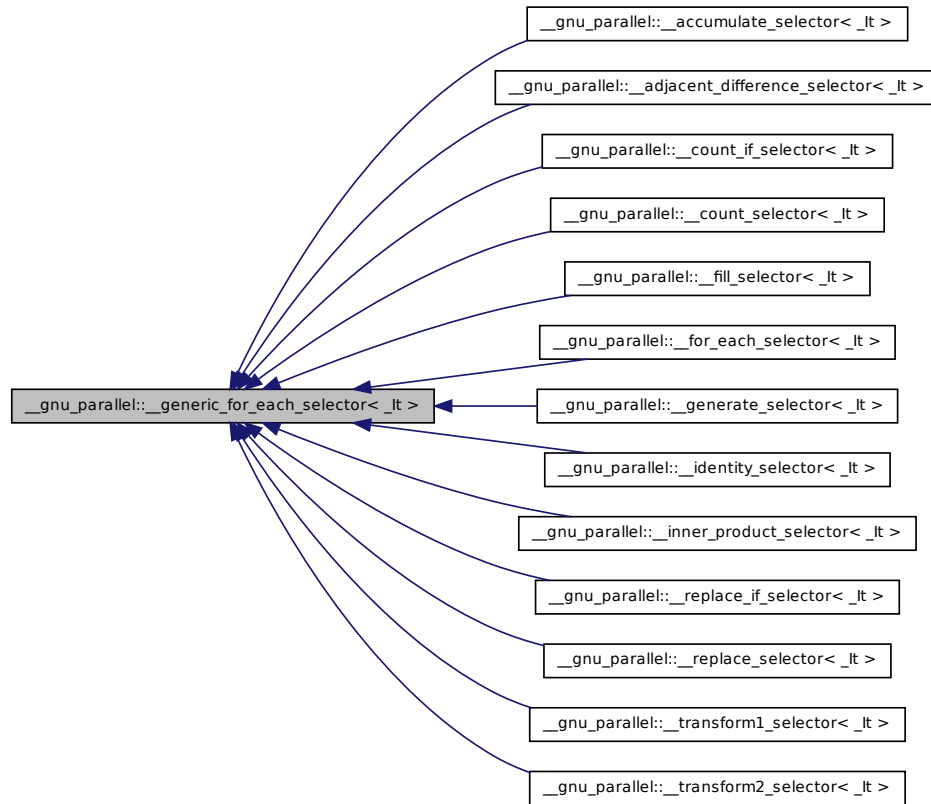 __gnu_parallel::__accumulate_selector< _It >
__gnu_parallel::__adjacent_difference_selector< _It >
__gnu_parallel::__count_if_selector< _It >
__gnu_parallel::__count_selector< _It >
__gnu_parallel::__fill_selector< _It >
__gnu_parallel::__for_each_selector< _It >
__gnu_parallel::__generic_for_each_selector< _It >
__gnu_parallel::__generate_selector< _It >
__gnu_parallel::__identity_selector< _It >
__gnu_parallel::__inner_product_selector< _It >
__gnu_parallel::__replace_if_selector< _It >
__gnu_parallel::__replace_selector< _It >
__gnu_parallel::__transform1_selector< _It >
__gnu_parallel::__transform2_selector< _It >